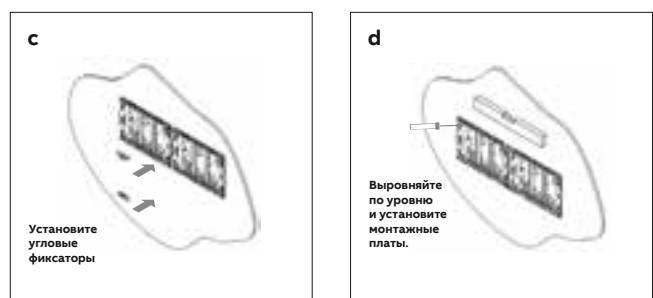 c
Установите
угловые
фиксаторы
d
Выровняйте
по уровню
и установите
монтажные
платы.